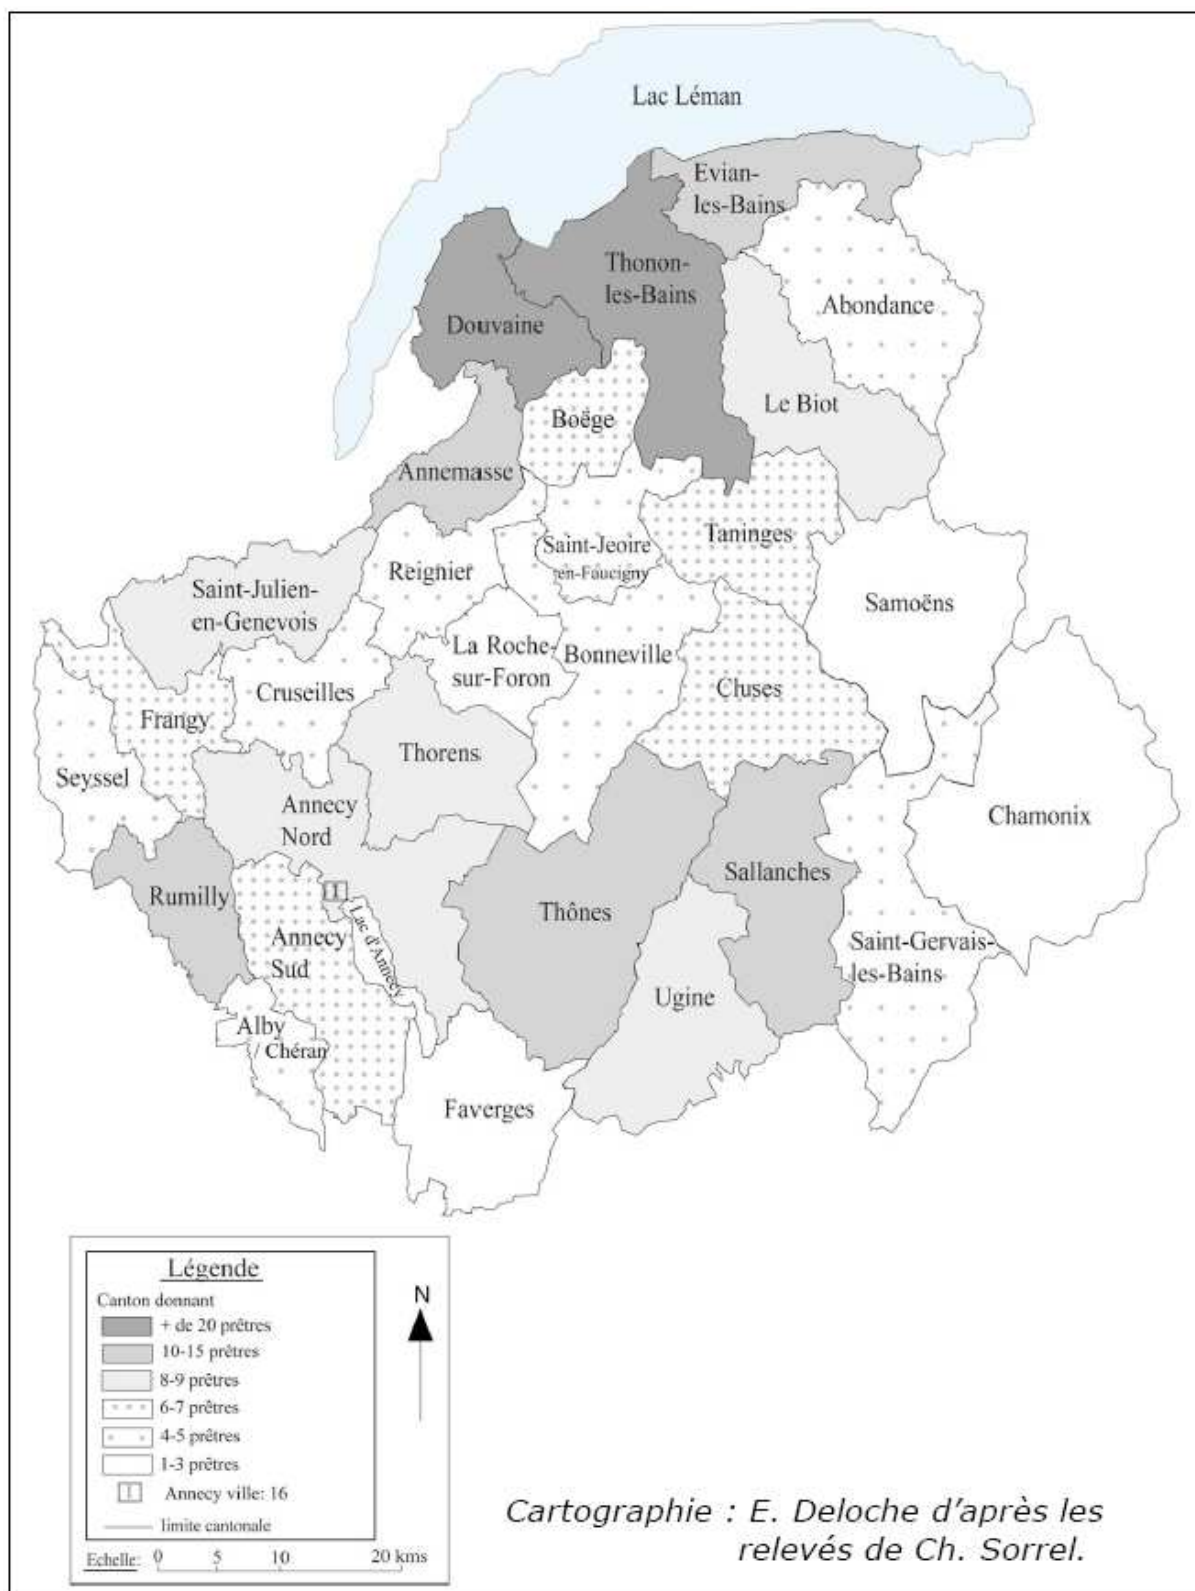 Lac Léman
Evian-
les-Bains
Thonon-
les-Bains
Abondance
Douvaine
Le Biot
Boëge
Annemasse
Taninges
Saint-Jeoire
en-Faucigny
Reignier
Saint-Julien-
en-Genevois
Samoëns
La Roche-
sur-Foron
Bonneville
Cruseilles
Cluses
Frangy
Thorens
Seyssel
Annecy
Nord
Chamonix
Sallanches
Rumilly
Thônes
Lac d'Annecy
Annecy
Sud
Saint-Gervais-
les-Bains
Ugine
Alby
/ Chéran
Faverges
Légende
Canton donnant
+ de 20 prêtres
10-15 prêtres
8-9 prêtres
6-7 prêtres
4-5 prêtres
1-3 prêtres
Annecy ville: 16
limite cantonale
Echelle: 0 5 10 20 kms
N
Cartographie : E. Deloche d'après les
relevés de Ch. Sorrel.